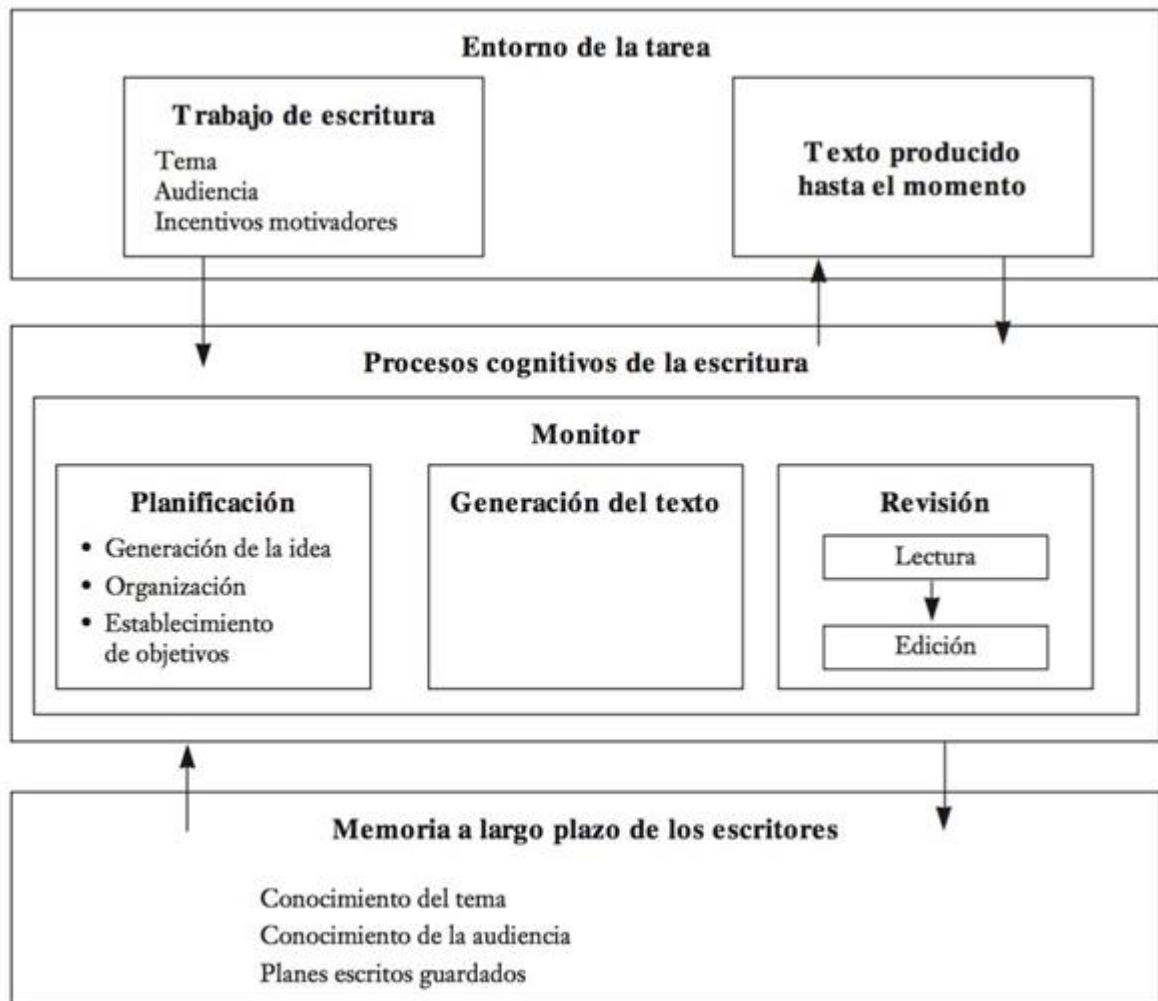 Entorno de la tarea
Trabajo de escritura
Tema
Audiencia
Incentivos motivadores
Texto producido
hasta el momento
Procesos cognitivos de la escritura
Monitor
Planificación
• Generación de la idea
• Organización
• Establecimiento
de objetivos
Generación del texto
Revisión
Lectura
Edición
Memoria a largo plazo de los escritores
Conocimiento del tema
Conocimiento de la audiencia
Planes escritos guardados